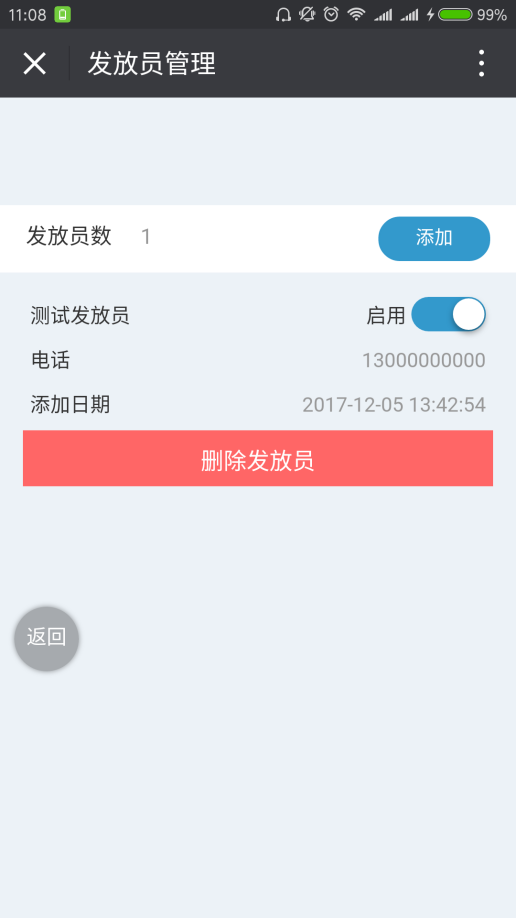 11:08 99%
发放员管理
发放员数 1 添加
测试发放员 启用
电话 13000000000
添加日期 2017-12-05 13:42:54
删除发放员
返回